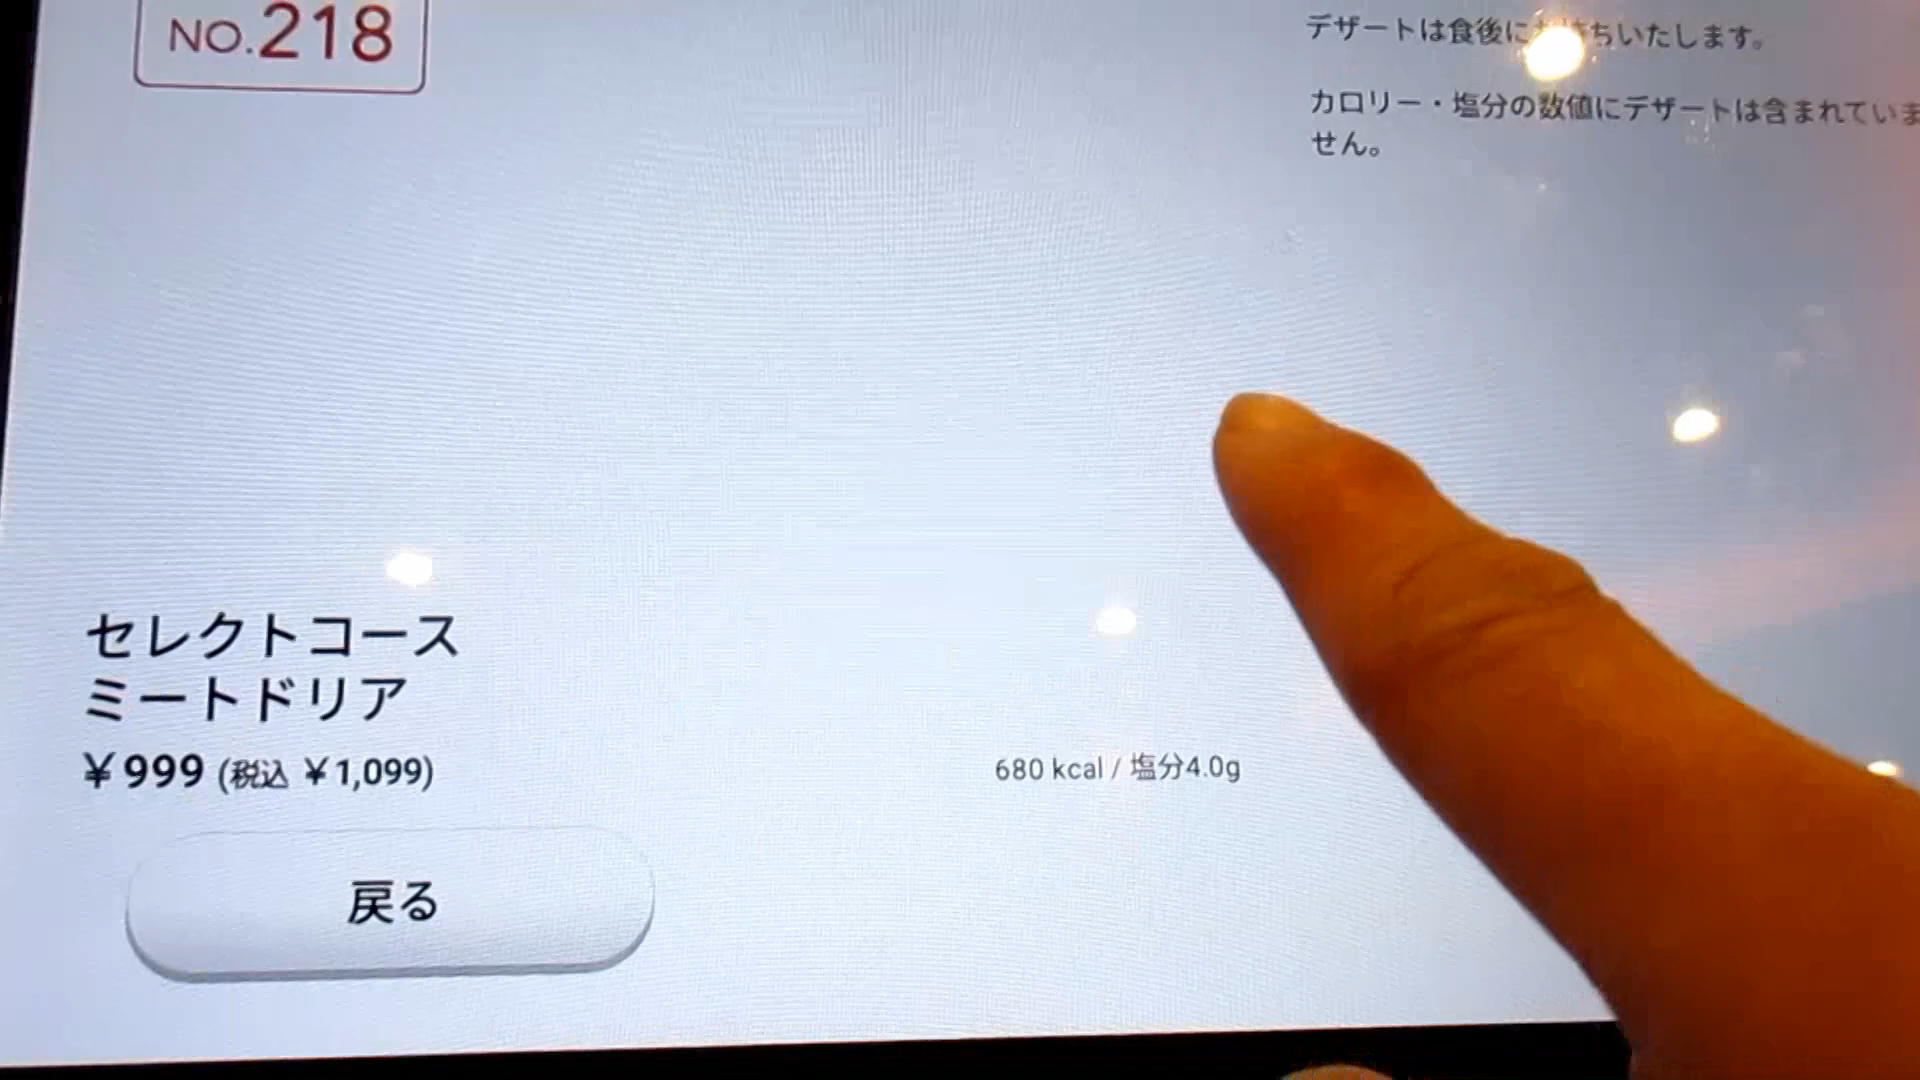 NO.218
デザートは食後にお持ちいたします。
カロリー・塩分の数値にデザートは含まれていま
せん。
セレクトコース
ミートドリア
￥999 (税込 ￥1,099)
680 kcal / 塩分4.0g
戻る